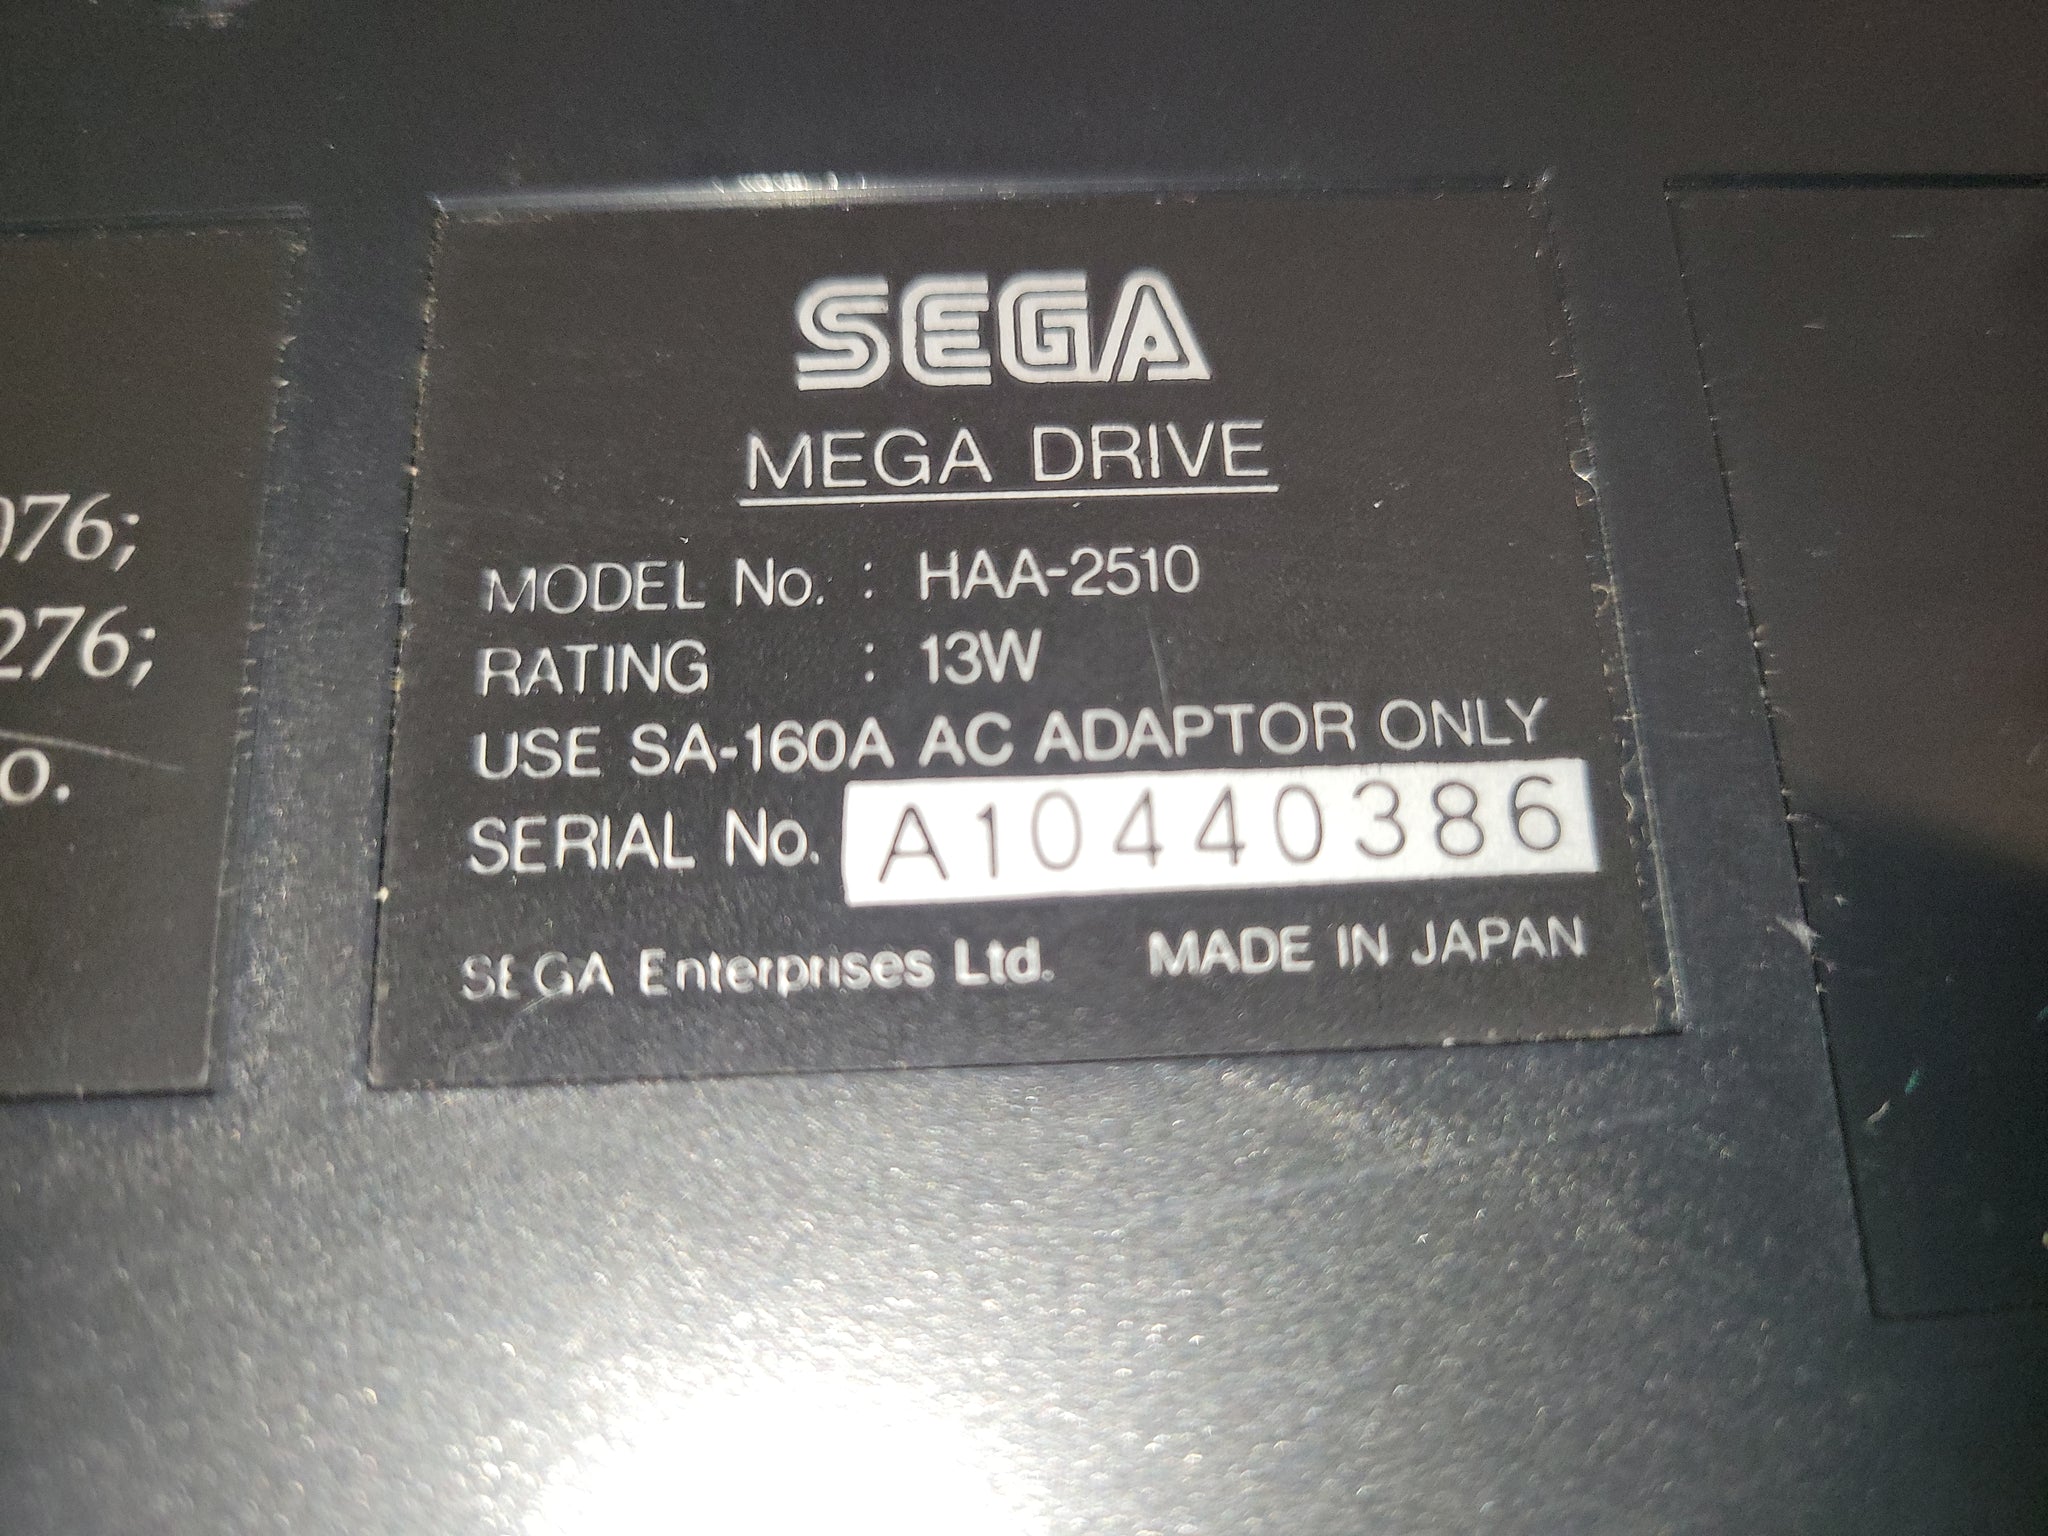 SEGA
MEGA DRIVE
MODEL No. : HAA-2510
RATING : 13W
USE SA-160A AC ADAPTOR ONLY
SERIAL No. A10440386
SEGA Enterprises Ltd. MADE IN JAPAN
76;
276;
o.